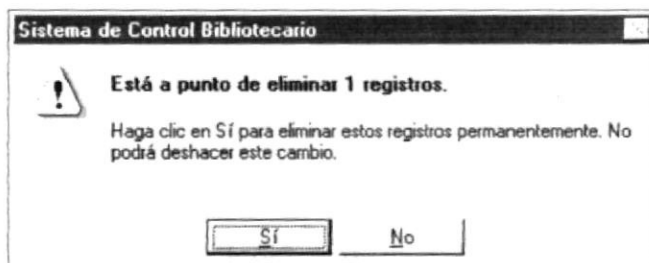 Sistema de Control Bibliotecario
Está a punto de eliminar 1 registros.
Haga clic en Sí para eliminar estos registros permanentemente. No
podrá deshacer este cambio.
Sí No